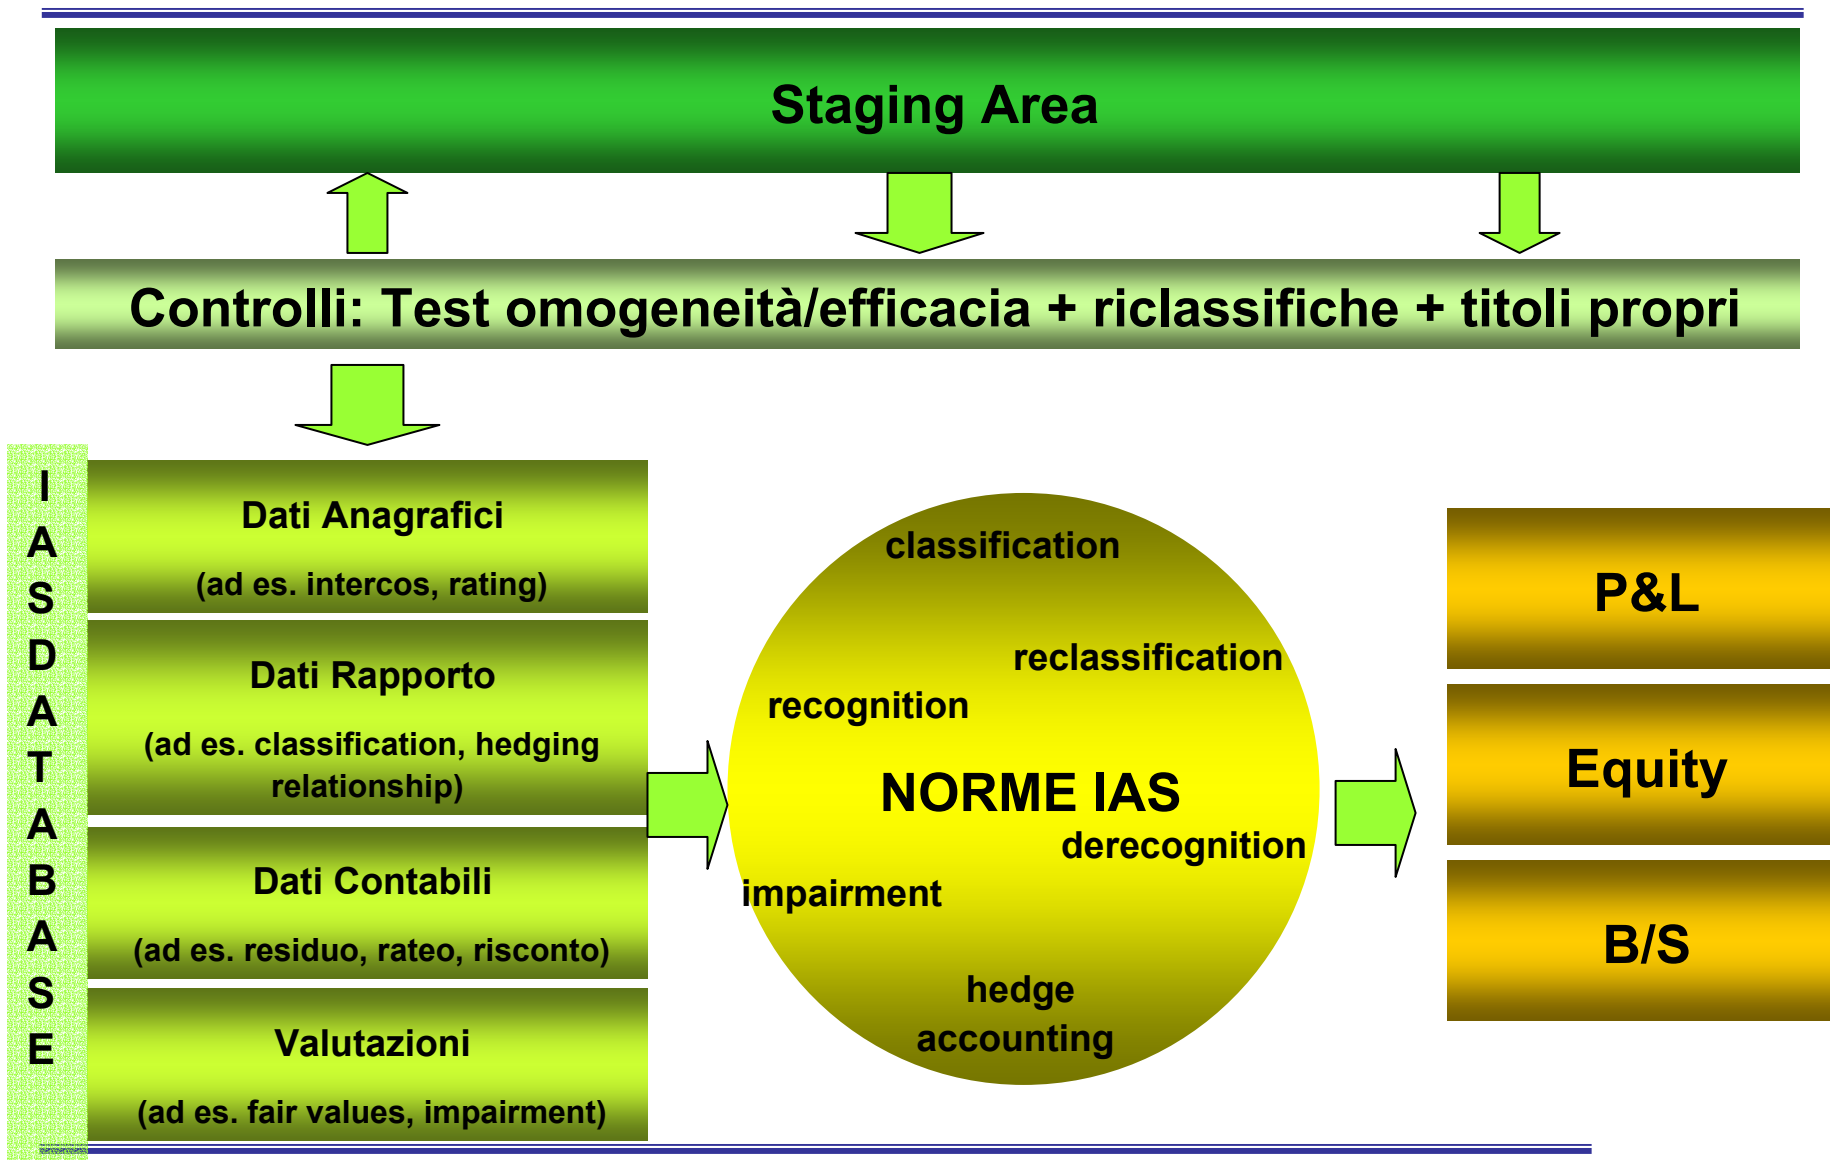 Staging Area
Controlli: Test omogeneità/efficacia + riclassifiche + titoli propri
I
A
S
D
A
T
A
B
A
S
E
Dati Anagrafici
(ad es. intercos, rating)
Dati Rapporto
(ad es. classification, hedging
relationship)
Dati Contabili
(ad es. residuo, rateo, risconto)
Valutazioni
(ad es. fair values, impairment)
classification
reclassification
recognition
NORME IAS
derecognition
impairment
hedge
accounting
P&L
Equity
B/S